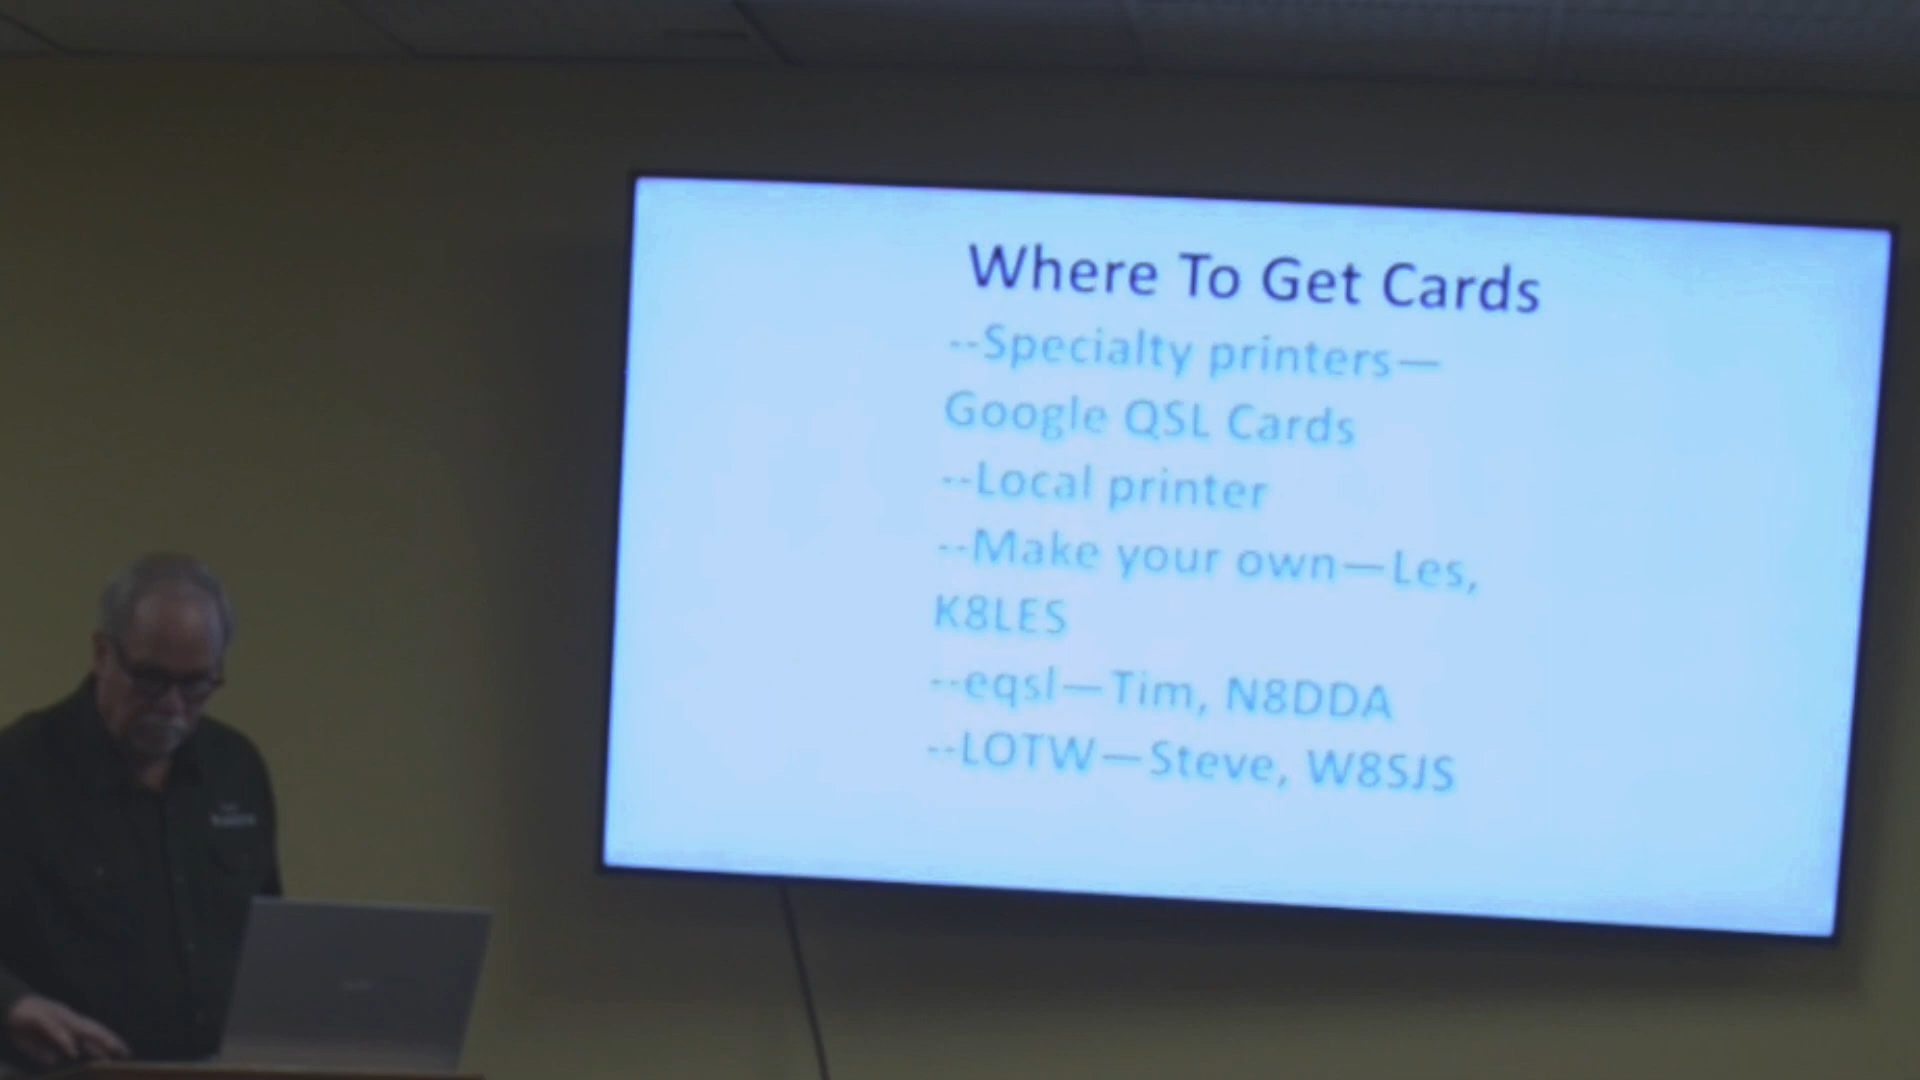 Where To Get Cards
--Specialty printers—
Google QSL Cards
--Local printer
--Make your own—Les,
K8LES
--eqsl—Tim, N8DDA
--LOTW—Steve, W8SJS